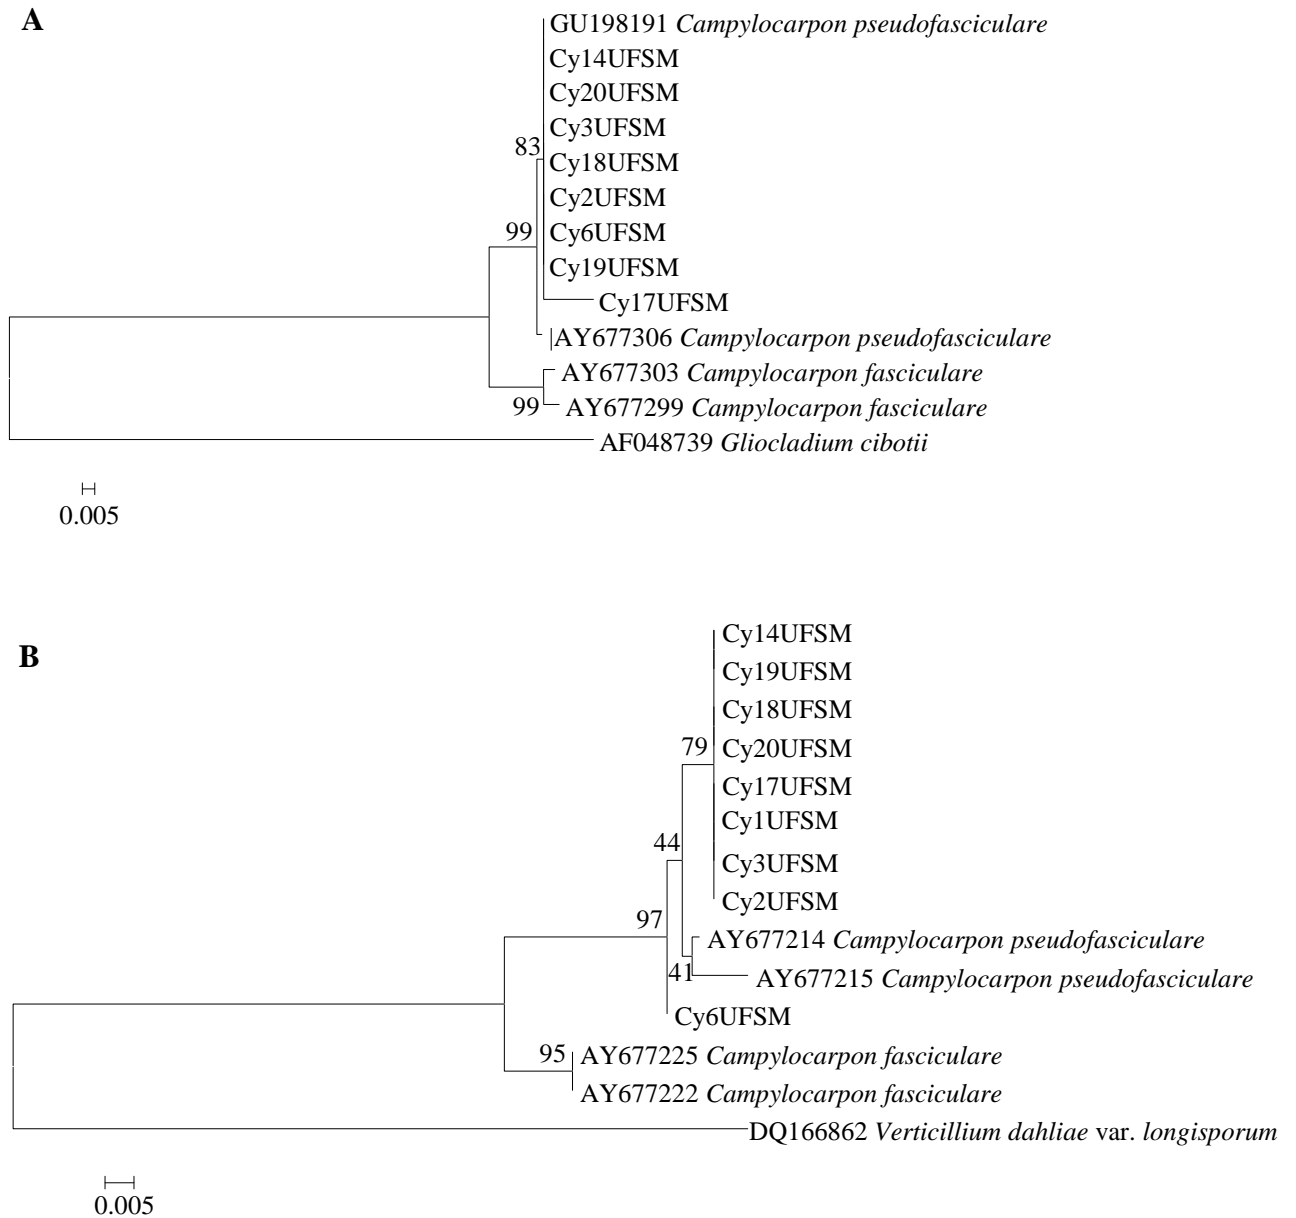 A
GU198191 Campylocarpon pseudofasciculare
Cy14UFSM
Cy20UFSM
Cy3UFSM
83
Cy18UFSM
Cy2UFSM
99
Cy6UFSM
Cy19UFSM
Cy17UFSM
AY677306 Campylocarpon pseudofasciculare
AY677303 Campylocarpon fasciculare
99
AY677299 Campylocarpon fasciculare
AF048739 Gliocladium cibotii
0.005
B
Cy14UFSM
Cy19UFSM
Cy18UFSM
79
Cy20UFSM
Cy17UFSM
Cy1UFSM
44
Cy3UFSM
Cy2UFSM
97
AY677214 Campylocarpon pseudofasciculare
41
AY677215 Campylocarpon pseudofasciculare
Cy6UFSM
95
AY677225 Campylocarpon fasciculare
AY677222 Campylocarpon fasciculare
DQ166862 Verticillium dahliae var. longisporum
0.005